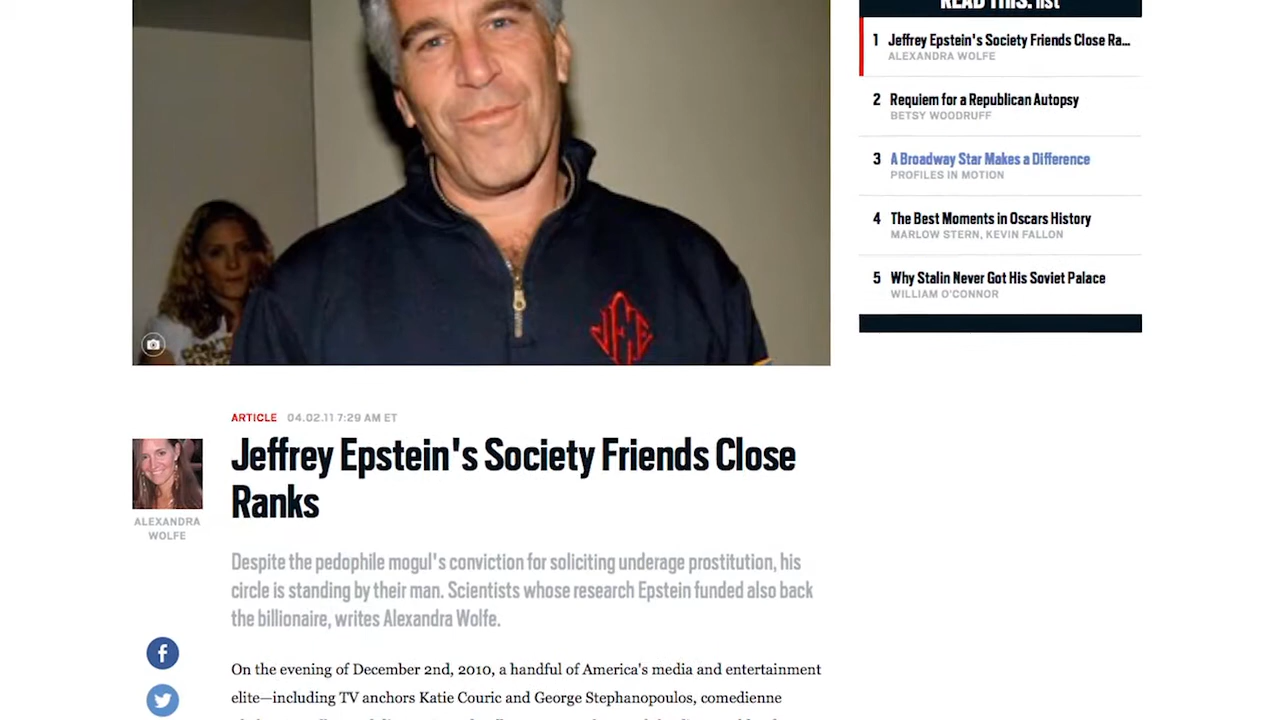 READ THIS. list
1 Jeffrey Epstein's Society Friends Close Ra...
ALEXANDRA WOLFE
2 Requiem for a Republican Autopsy
BETSY WOODRUFF
3 A Broadway Star Makes a Difference
PROFILES IN MOTION
4 The Best Moments in Oscars History
MARLOW STERN, KEVIN FALLON
5 Why Stalin Never Got His Soviet Palace
WILLIAM O'CONNOR
JFE
ARTICLE 04.02.11 7:29 AM ET
Jeffrey Epstein's Society Friends Close
Ranks
ALEXANDRA
WOLFE
Despite the pedophile mogul's conviction for soliciting underage prostitution, his
circle is standing by their man. Scientists whose research Epstein funded also back
the billionaire, writes Alexandra Wolfe.
On the evening of December 2nd, 2010, a handful of America's media and entertainment
elite—including TV anchors Katie Couric and George Stephanopoulos, comedienne